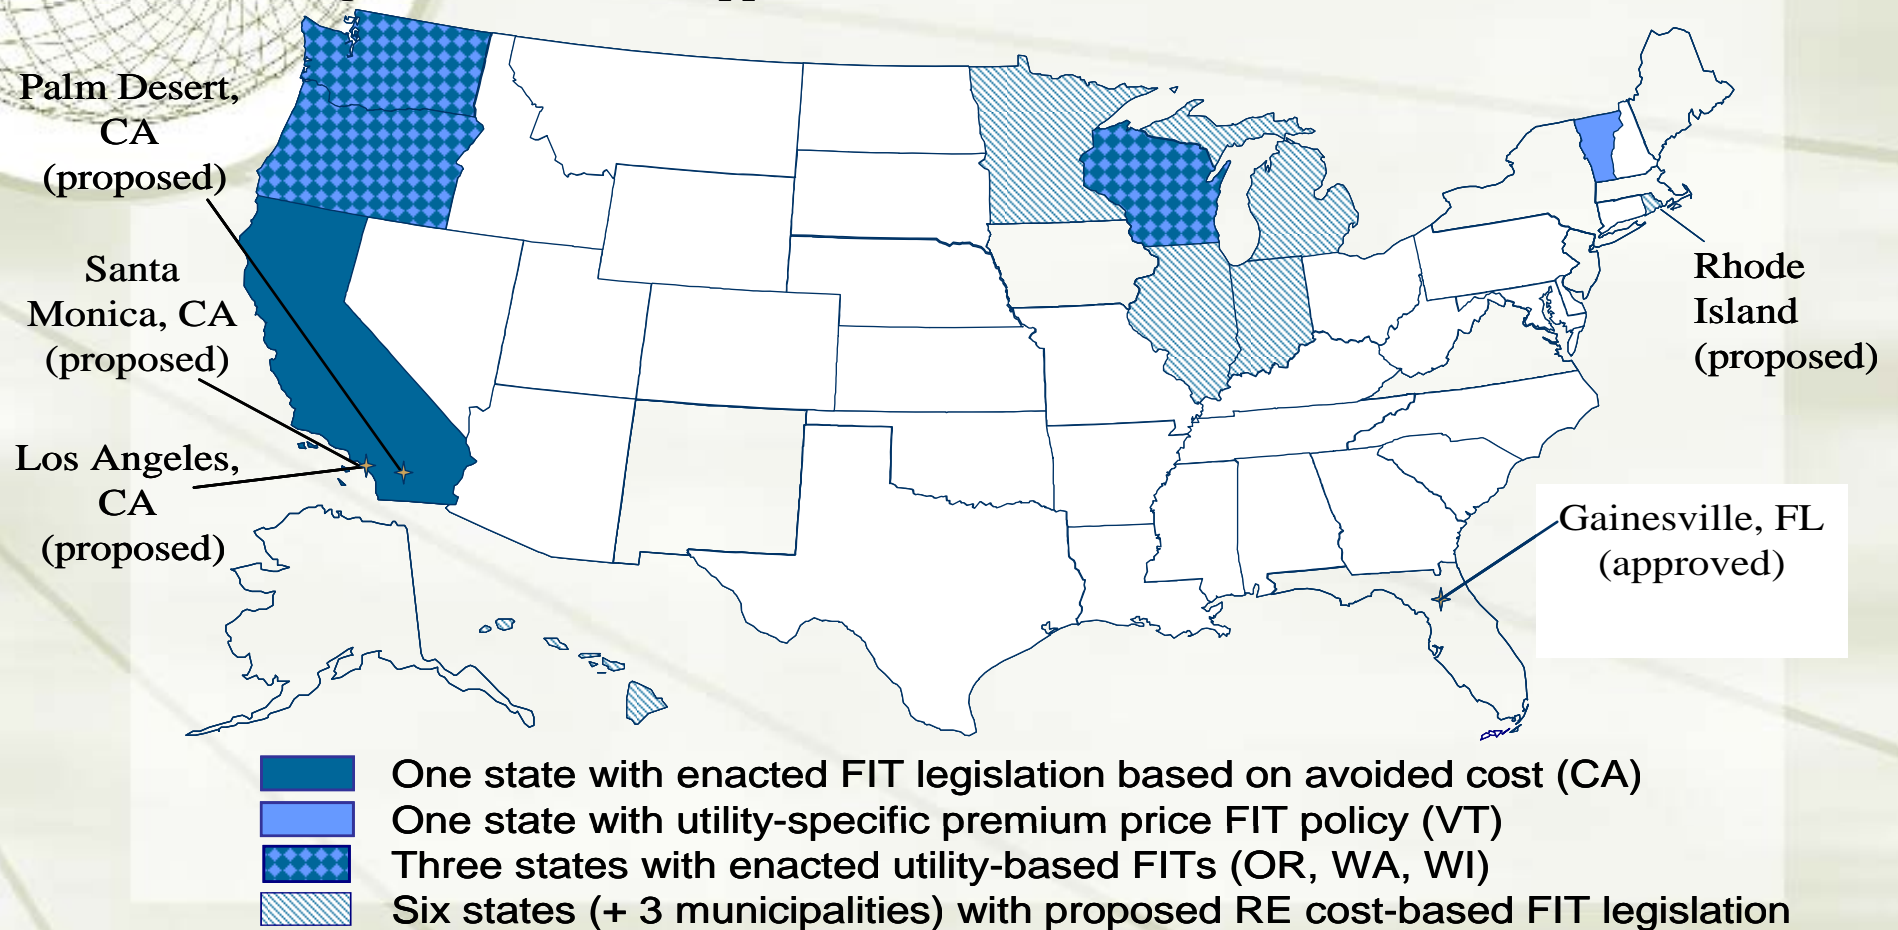 Palm Desert,
CA
(proposed)
Santa
Monica, CA
(proposed)
Los Angeles,
CA
(proposed)
Rhode
Island
(proposed)
Gainesville, FL
(approved)
One state with enacted FIT legislation based on avoided cost (CA)
One state with utility-specific premium price FIT policy (VT)
Three states with enacted utility-based FITs (OR, WA, WI)
Six states (+ 3 municipalities) with proposed RE cost-based FIT legislation